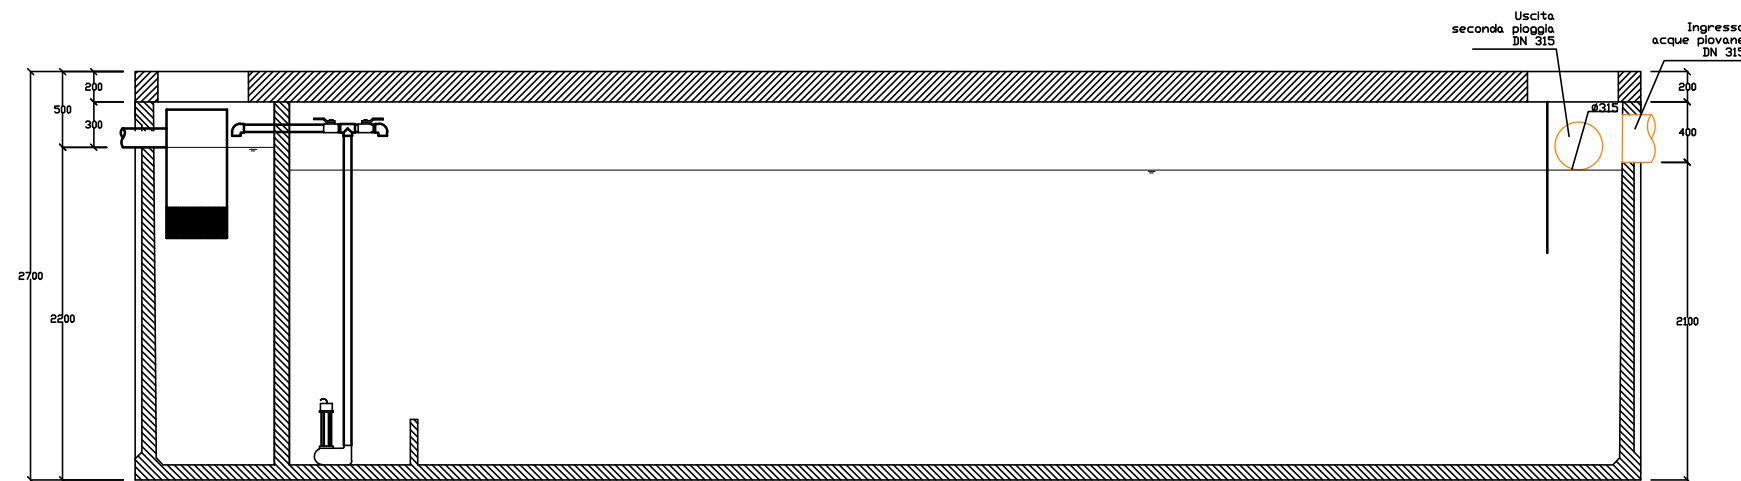 Uscita
seconda pioggia
DN 315
Ingresso
acque piovane
DN 315
200
500
300
2700
2200
ø315
200
400
2100